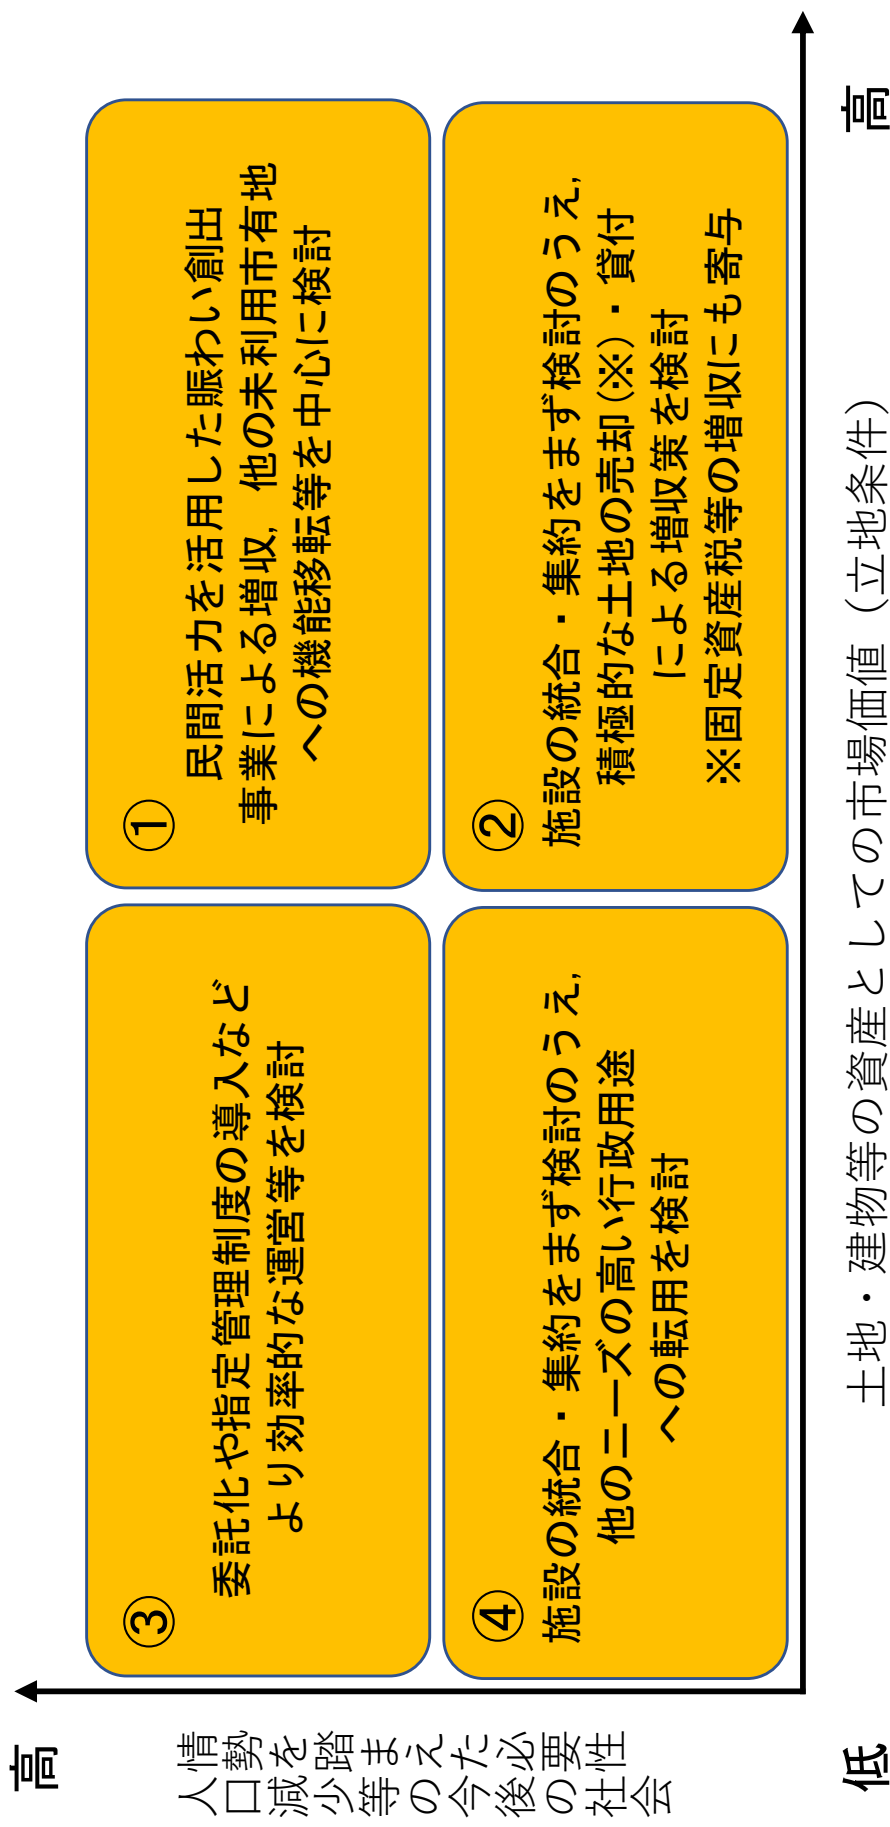 高
人口減少等の今後の社会
情勢を踏まえた必要性
③
委託化や指定管理制度の導入など
より効率的な運営等を検討
①
民間活力を活用した賑わい創出
事業による増収，他の未利用市有地
への機能移転等を中心に検討
④
施設の統合・集約をまず検討のうえ，
他のニーズの高い行政用途
への転用を検討
②
施設の統合・集約をまず検討のうえ，
積極的な土地の売却(※)・貸付
による増収策を検討
※固定資産税等の増収にも寄与
低
土地・建物等の資産としての市場価値（立地条件）
高